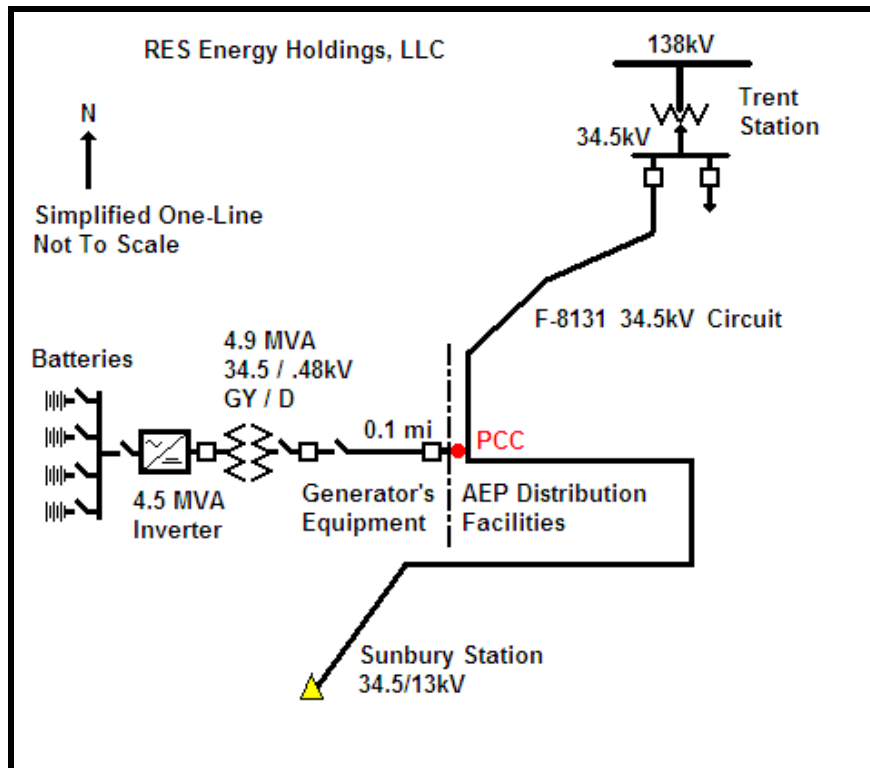 RES Energy Holdings, LLC
138kV
Trent
Station
34.5kV
N
Simplified One-Line
Not To Scale
F-8131 34.5kV Circuit
4.9 MVA
34.5 / .48kV
GY / D
Batteries
0.1 mi
PCC
4.5 MVA
Inverter
Generator's
Equipment
AEP Distribution
Facilities
Sunbury Station
34.5/13kV